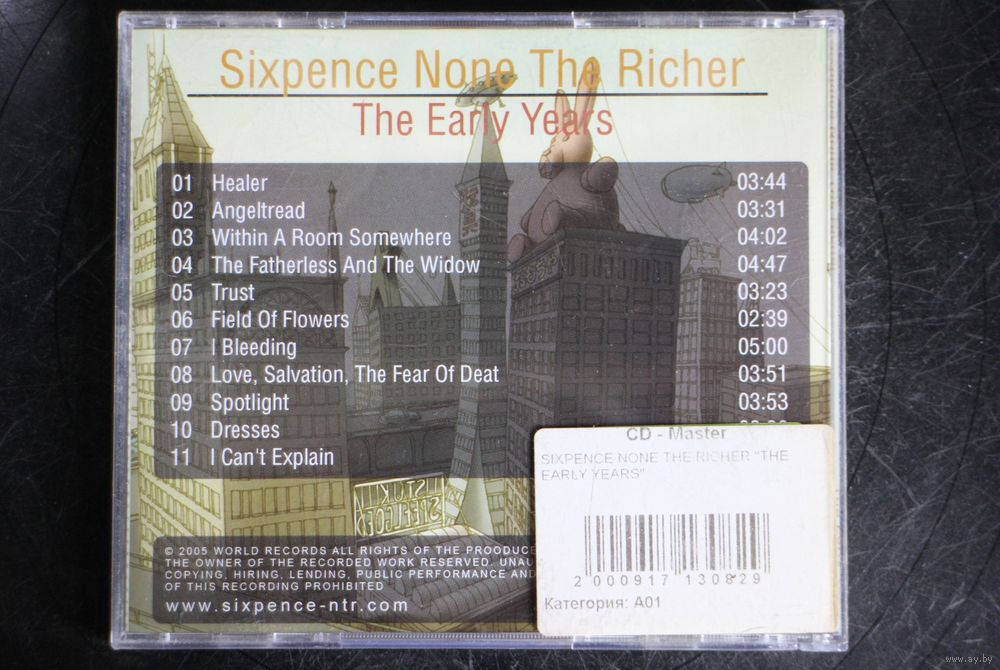 Sixpence None The Richer
The Early Years
01 Healer 03:44
02 Angeltread 03:31
03 Within A Room Somewhere 04:02
04 The Fatherless And The Widow 04:47
05 Trust 03:23
06 Field Of Flowers 02:39
07 I Bleeding 05:00
08 Love, Salvation, The Fear Of Deat 03:51
09 Spotlight 03:53
10 Dresses
11 I Can't Explain
CD - Master
SIXPENCE NONE THE RICHER "THE
EARLY YEARS"
2 000917 130829
Категория: A01
© 2005 WORLD RECORDS ALL RIGHTS OF THE PROODUCE
THE OWNER OF THE RECORDED WORK RESERVED. UNAU
COPYING, HIRING, LENDING, PUBLIC PERFORMANCE AND
OF THIS RECORDING PROHIBITED
www.sixpence-ntr.com
www.ay.by